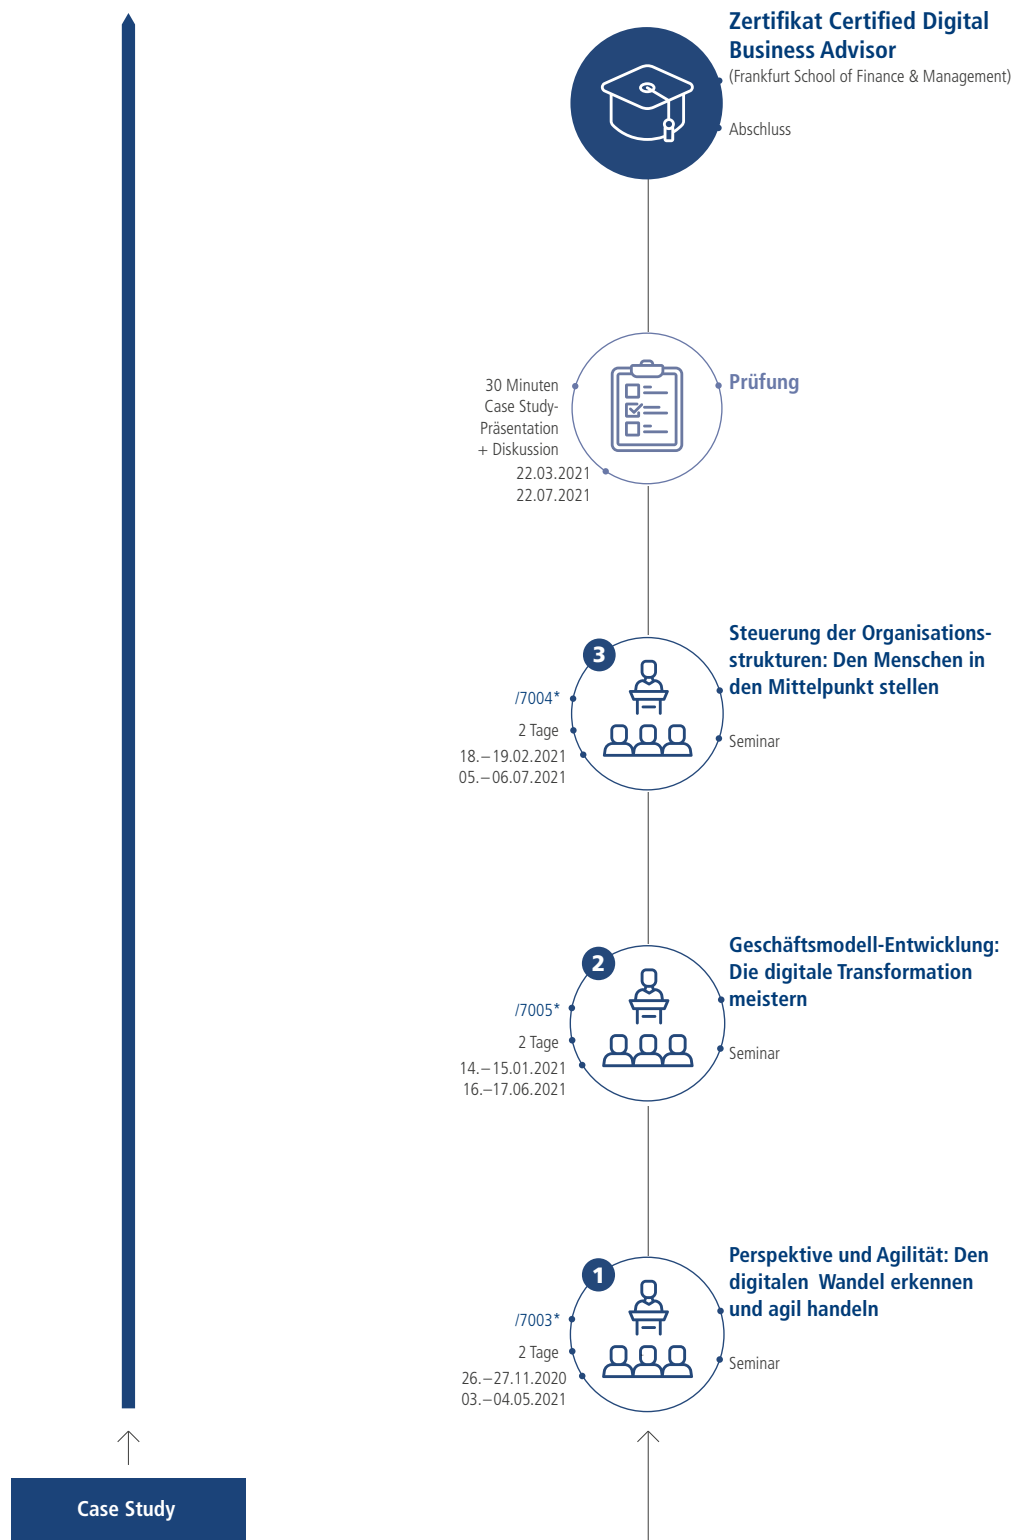 Zertifikat Certified Digital
Business Advisor
(Frankfurt School of Finance & Management)
Abschluss
30 Minuten
Case Study-
Präsentation
+ Diskussion
22.03.2021
22.07.2021
Prüfung
3
/7004*
2 Tage
18.–19.02.2021
05.–06.07.2021
Steuerung der Organisations-
strukturen: Den Menschen in
den Mittelpunkt stellen
Seminar
2
/7005*
2 Tage
14.–15.01.2021
16.–17.06.2021
Geschäftsmodell-Entwicklung:
Die digitale Transformation
meistern
Seminar
1
/7003*
2 Tage
26.–27.11.2020
03.–04.05.2021
Perspektive und Agilität: Den
digitalen  Wandel erkennen
und agil handeln
Seminar
Case Study